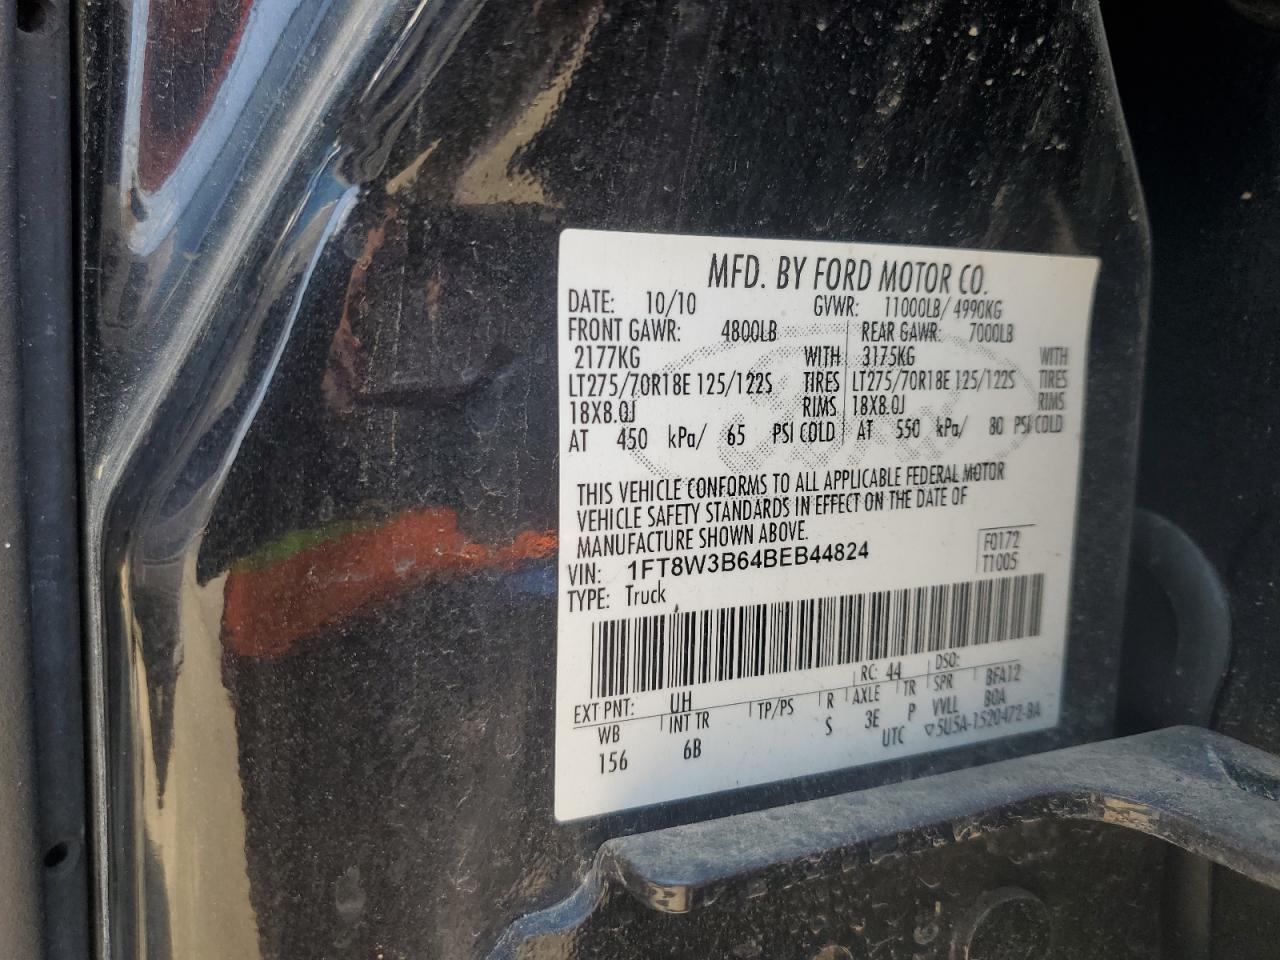 MFD. BY FORD MOTOR CO.
DATE: 10/10 GVWR: 11000LB/ 4990KG
FRONT GAWR: 4800LB REAR GAWR: 7000LB
2177KG WITH 3175KG WITH
LT275/70R18E 125/122S TIRES LT275/70R18E 125/122S TIRES
18X8.0J RIMS 18X8.0J RIMS
AT 450 kPa/ 65 PSI COLD AT 550 kPa/ 80 PSI COLD
THIS VEHICLE CONFORMS TO ALL APPLICABLE FEDERAL MOTOR
VEHICLE SAFETY STANDARDS IN EFFECT ON THE DATE OF
MANUFACTURE SHOWN ABOVE.
VIN: 1FT8W3B64BEB44824 F0172
TYPE: Truck T1005
EXT PNT: UH RC: 44 DSO:
WB INT TR TP/PS R AXLE TR SPR BFA12
156 6B S 3E P VVLL BOA
UTC ▽5U5A-1520472-BA